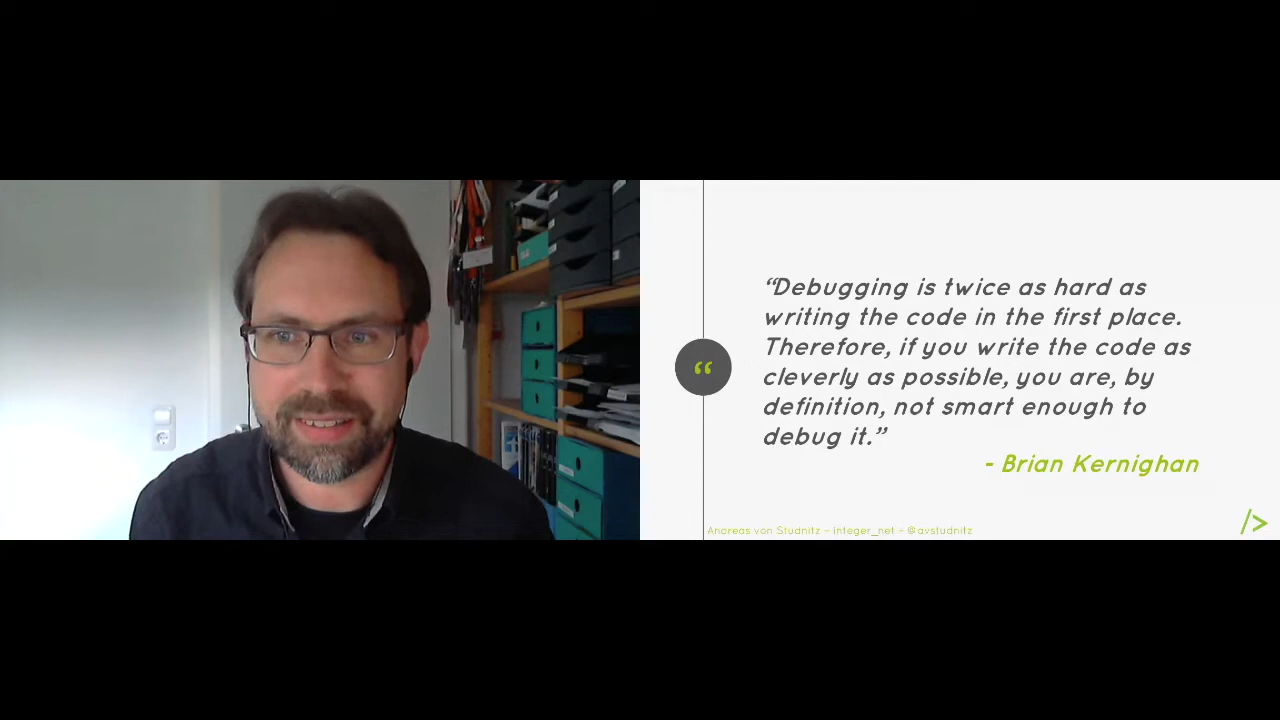 “Debugging is twice as hard as
writing the code in the first place.
Therefore, if you write the code as
cleverly as possible, you are, by
definition, not smart enough to
debug it.”
- Brian Kernighan
Andreas von Studnitz - integer_net - @avstudnitz
/>